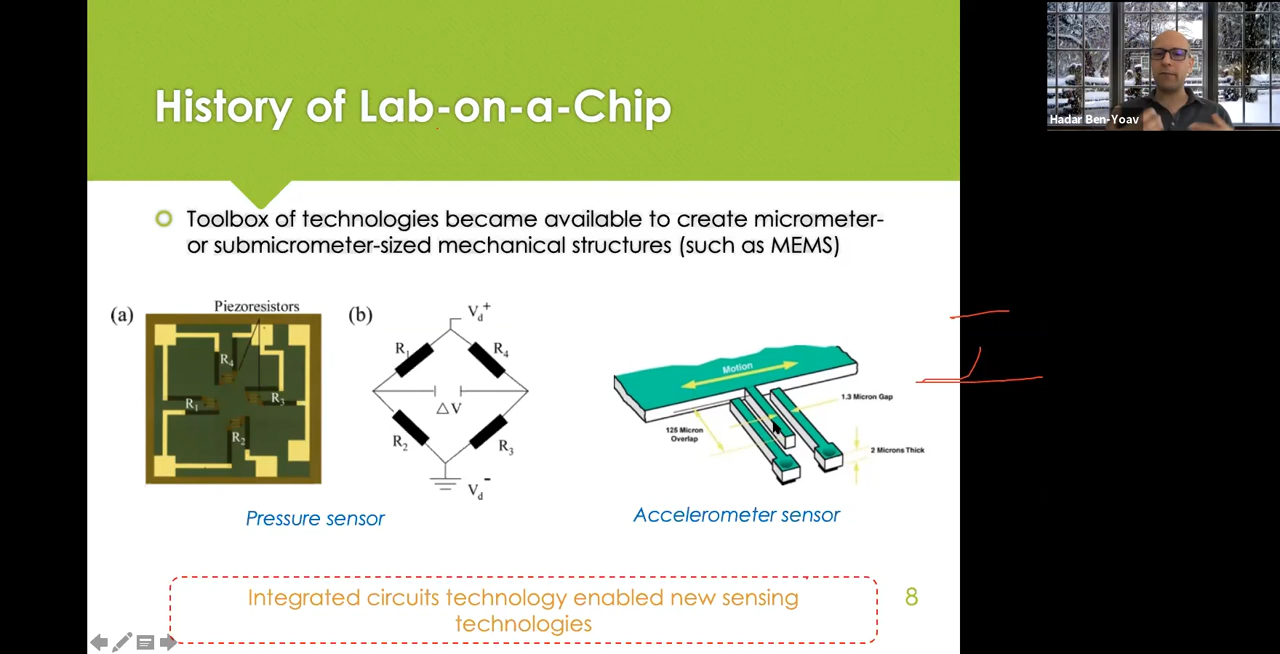 History of Lab-on-a-Chip
Hadar Ben-Yoav
Toolbox of technologies became available to create micrometer-
or submicrometer-sized mechanical structures (such as MEMS)
(a)
Piezoresistors
R4
R1
R3
R2
(b)
Vd+
R1
R4
ΔV
R2
R3
Vd-
Pressure sensor
Motion
1.3 Micron Gap
125 Micron
Overlap
2 Microns Thick
Accelerometer sensor
Integrated circuits technology enabled new sensing
technologies
8